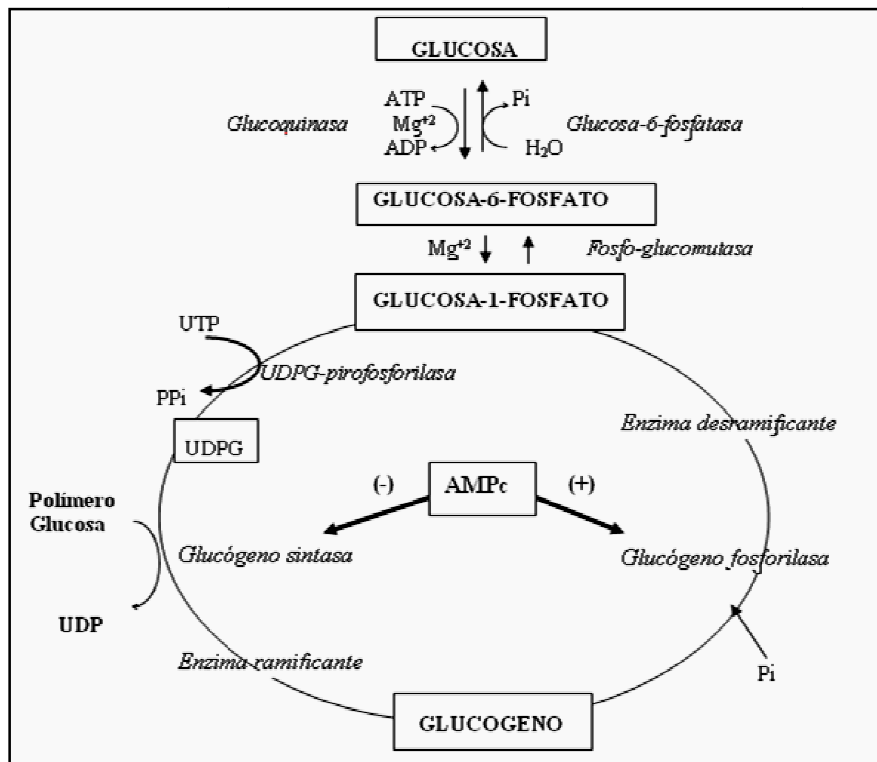 GLUCOSA
ATP
Mg+2
ADP
Glucoquinasa
Pi
H2O
Glucosa-6-fosfatasa
GLUCOSA-6-FOSFATO
Mg+2
Fosfo-glucomutasa
GLUCOSA-1-FOSFATO
UTP
UDPG-pirofosforilasa
PPi
UDPG
Enzima desramificante
(-)
AMPc
(+)
Polímero
Glucosa
Glucógeno sintasa
Glucógeno fosforilasa
UDP
Enzima ramificante
Pi
GLUCOGENO